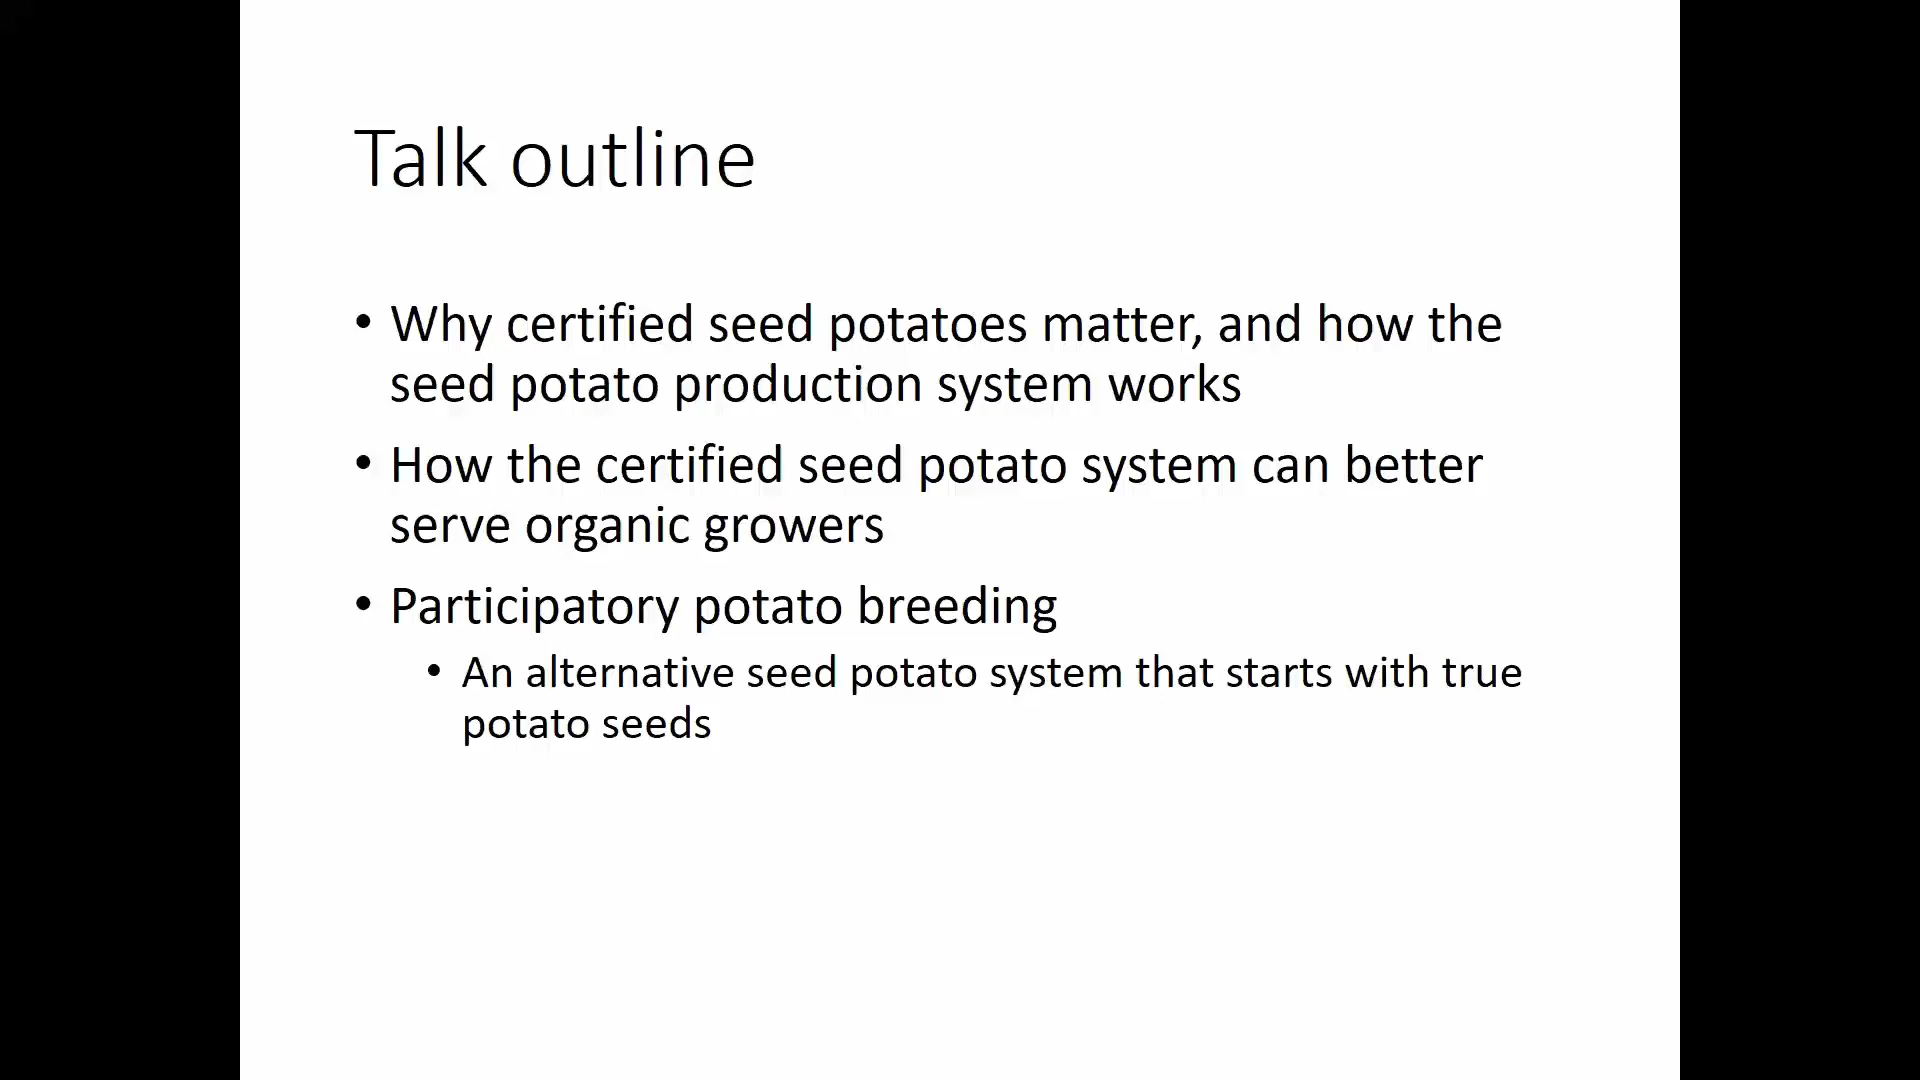 Talk outline
• Why certified seed potatoes matter, and how the
seed potato production system works
• How the certified seed potato system can better
serve organic growers
• Participatory potato breeding
• An alternative seed potato system that starts with true
potato seeds